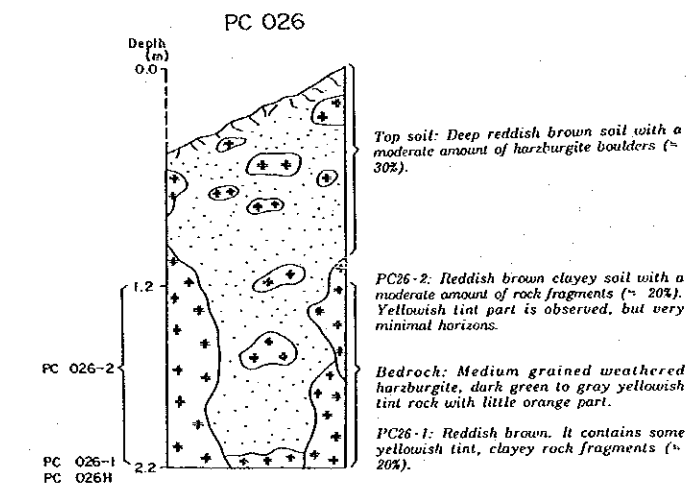 PC 026
Depth
(m)
0.0
Top soil: Deep reddish brown soil with a
moderate amount of harzburgite boulders (≈
30%).
1.2
PC26-2: Reddish brown clayey soil with a
moderate amount of rock fragments (≈ 20%).
Yellowish tint part is observed, but very
minimal horizons.
PC 026-2
Bedrock: Medium grained weathered
harzburgite, dark green to gray yellowish
tint rock with little orange part.
PC26-1: Reddish brown. It contains some
yellowish tint, clayey rock fragments (≈
20%).
PC 026-1
2.2
PC 026H